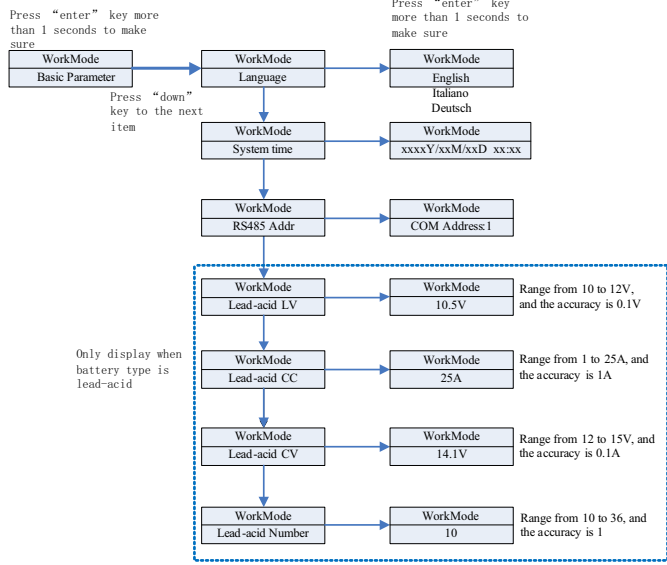 Press “enter” key more
than 1 seconds to make
sure
Press “enter” key
more than 1 seconds to
make sure
WorkMode
Basic Parameter
WorkMode
Language
WorkMode
English
Italiano
Deutsch
Press “down”
key to the next
item
WorkMode
System time
WorkMode
xxxxY/xxM/xxD xx:xx
WorkMode
RS485 Addr
WorkMode
COM Address:1
Only display when
battery type is
lead-acid
WorkMode
Lead-acid LV
WorkMode
10.5V
Range from 10 to 12V,
and the accuracy is 0.1V
WorkMode
Lead-acid CC
WorkMode
25A
Range from 1 to 25A, and
the accuracy is 1A
WorkMode
Lead-acid CV
WorkMode
14.1V
Range from 12 to 15V, and
the accuracy is 0.1A
WorkMode
Lead-acid Number
WorkMode
10
Range from 10 to 36, and
the accuracy is 1